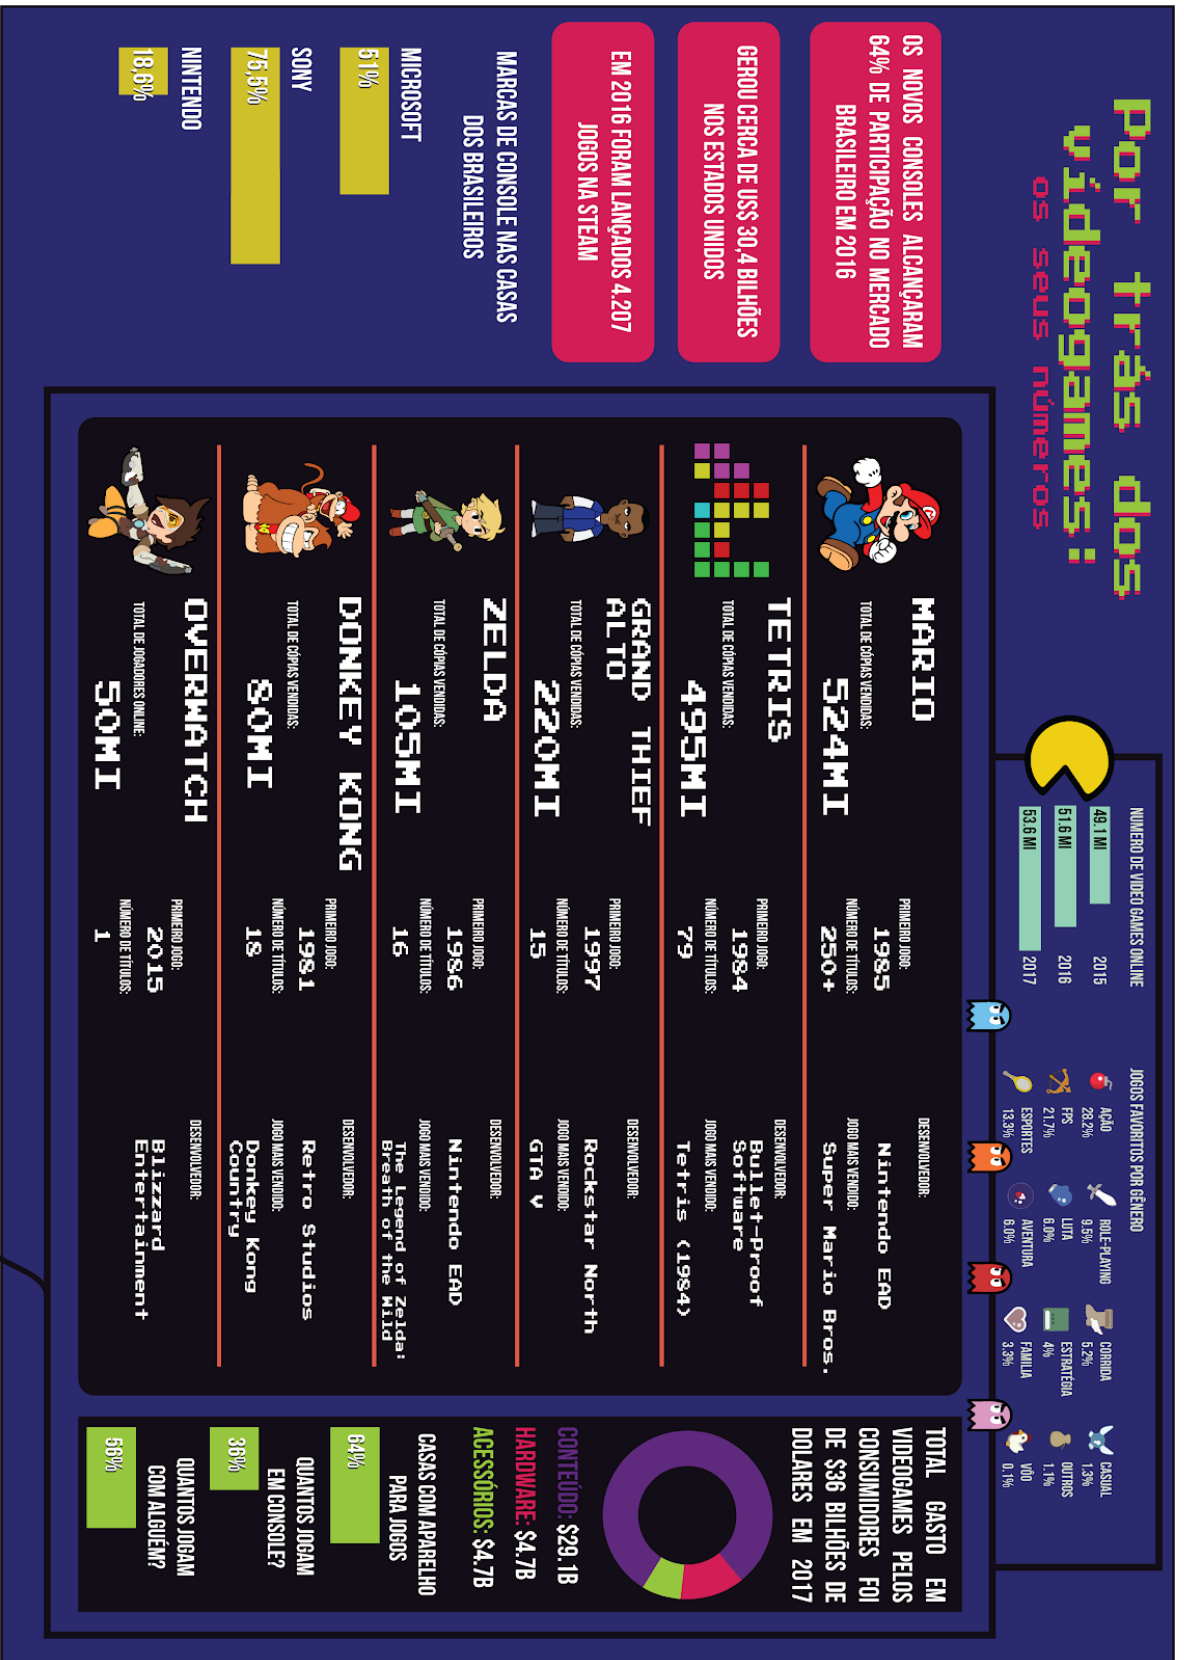 Por trás dos
vídeogames:
os seus números
OS NOVOS CONSOLES ALCANÇARAM
64% DE PARTICIPAÇÃO NO MERCADO
BRASILEIRO EM 2016
GEROU CERCA DE US$ 30,4 BILHÕES
NOS ESTADOS UNIDOS
EM 2016 FORAM LANÇADOS 4.207
JOGOS NA STEAM
MARCAS DE CONSOLE NAS CASAS
DOS BRASILEIROS
MICROSOFT
51%
SONY
75,5%
NINTENDO
18,6%
NUMERO DE VIDEO GAMES ONLINE
49.1 MI
2015
51.6 MI
2016
53.6 MI
2017
JOGOS FAVORITOS POR GÊNERO
AÇÃO
28.2%
FPS
21.7%
ESPORTES
13.3%
ROLE-PLAYING
9.5%
LUTA
6.0%
AVENTURA
6.0%
CORRIDA
5.2%
ESTRATÉGIA
4%
FAMILIA
3.3%
CASUAL
1.3%
OUTROS
1.1%
VÔO
0.1%
MARIO
TOTAL DE CÓPIAS VENDIDAS:
524MI
PRIMEIRO JOGO:
1985
NÚMERO DE TÍTULOS:
250+
DESENVOLVEDOR:
Nintendo EAD
JOGO MAIS VENDIDO:
Super Mario Bros.
TETRIS
TOTAL DE CÓPIAS VENDIDAS:
495MI
PRIMEIRO JOGO:
1984
NÚMERO DE TÍTULOS:
79
DESENVOLVEDOR:
Bullet-Proof
Software
JOGO MAIS VENDIDO:
Tetris (1984)
GRAND THIEF
ALTO
TOTAL DE CÓPIAS VENDIDAS:
220MI
PRIMEIRO JOGO:
1997
NÚMERO DE TÍTULOS:
15
DESENVOLVEDOR:
Rockstar North
JOGO MAIS VENDIDO:
GTA V
ZELDA
TOTAL DE CÓPIAS VENDIDAS:
105MI
PRIMEIRO JOGO:
1986
NÚMERO DE TÍTULOS:
16
DESENVOLVEDOR:
Nintendo EAD
JOGO MAIS VENDIDO:
The Legend of Zelda:
Breath of the Wild
DONKEY KONG
TOTAL DE CÓPIAS VENDIDAS:
80MI
PRIMEIRO JOGO:
1981
NÚMERO DE TÍTULOS:
18
DESENVOLVEDOR:
Retro Studios
JOGO MAIS VENDIDO:
Donkey Kong
Country
OVERWATCH
TOTAL DE JOGADORES ONLINE:
50MI
PRIMEIRO JOGO:
2015
NÚMERO DE TÍTULOS:
1
DESENVOLVEDOR:
Blizzard
Entertainment
TOTAL GASTO EM
VIDEOGAMES PELOS
CONSUMIDORES FOI
DE $36 BILHÕES DE
DOLARES EM 2017
CONTEÚDO: $29.1B
HARDWARE: $4.7B
ACESSÓRIOS: $4.7B
CASAS COM APARELHO
PARA JOGOS
64%
QUANTOS JOGAM
EM CONSOLE?
36%
QUANTOS JOGAM
COM ALGUÉM?
56%